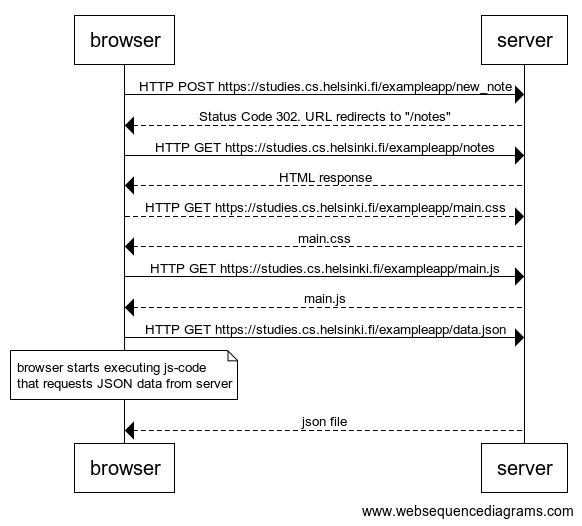 browser server
HTTP POST https://studies.cs.helsinki.fi/exampleapp/new_note
Status Code 302. URL redirects to "/notes"
HTTP GET https://studies.cs.helsinki.fi/exampleapp/notes
HTML response
HTTP GET https://studies.cs.helsinki.fi/exampleapp/main.css
main.css
HTTP GET https://studies.cs.helsinki.fi/exampleapp/main.js
main.js
HTTP GET https://studies.cs.helsinki.fi/exampleapp/data.json
browser starts executing js-code
that requests JSON data from server
json file
browser server
www.websequencediagrams.com